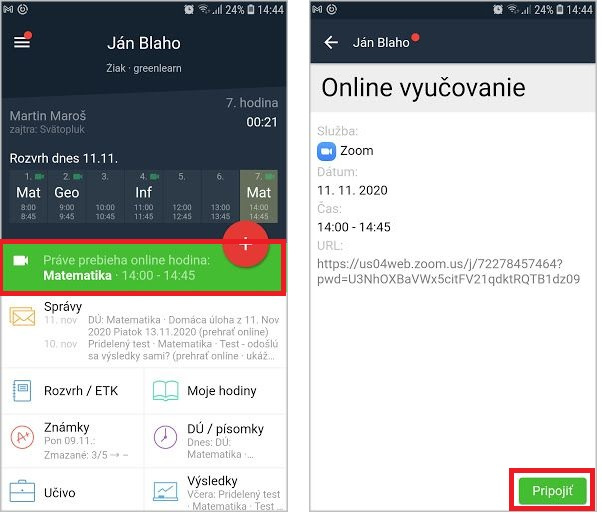 24% 14:44
Ján Blaho
Žiak · greenlearn
7. hodina
Martin Maroš
zajtra: Svätopluk
00:21
Rozvrh dnes 11.11.
1. 2. 3. 4. 5. 6. 7.
Mat Geo Inf Mat
8:00 9:00 10:00 11:00 12:00 13:00 14:00
8:45 9:45 10:45 11:45 12:45 13:45 14:45
+
Práve prebieha online hodina:
Matematika · 14:00 - 14:45
Správy
11. nov DÚ: Matematika · Domáca úloha z 11. Nov
2020 Piatok 13.11.2020 (prehrať online)
10. nov Pridelený test · Matematika · Test - odošlú
sa výsledky sami? (prehrať online · ukáž...
Rozvrh / ETK
Moje hodiny
Známky
Pon 09.11.:
Zmazané: 3/5 → –
DÚ / písomky
Dnes: DÚ:
Matematika ·...
Učivo
Výsledky
Včera: Pridelený test
· Matematika · Test -
24% 14:44
Ján Blaho
Online vyučovanie
Služba:
Zoom
Dátum:
11. 11. 2020
Čas:
14:00 - 14:45
URL:
https://us04web.zoom.us/j/72278457464?
pwd=U3NhOXBaVWx5citFV21qdktRQTB1dz09
Pripojiť